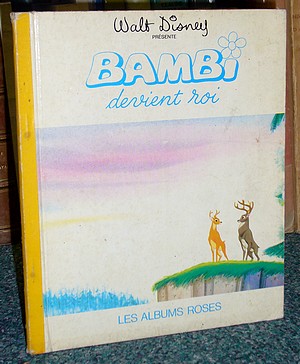 Walt Disney
PRÉSENTE
BAMBi
devient roi
LES ALBUMS ROSES